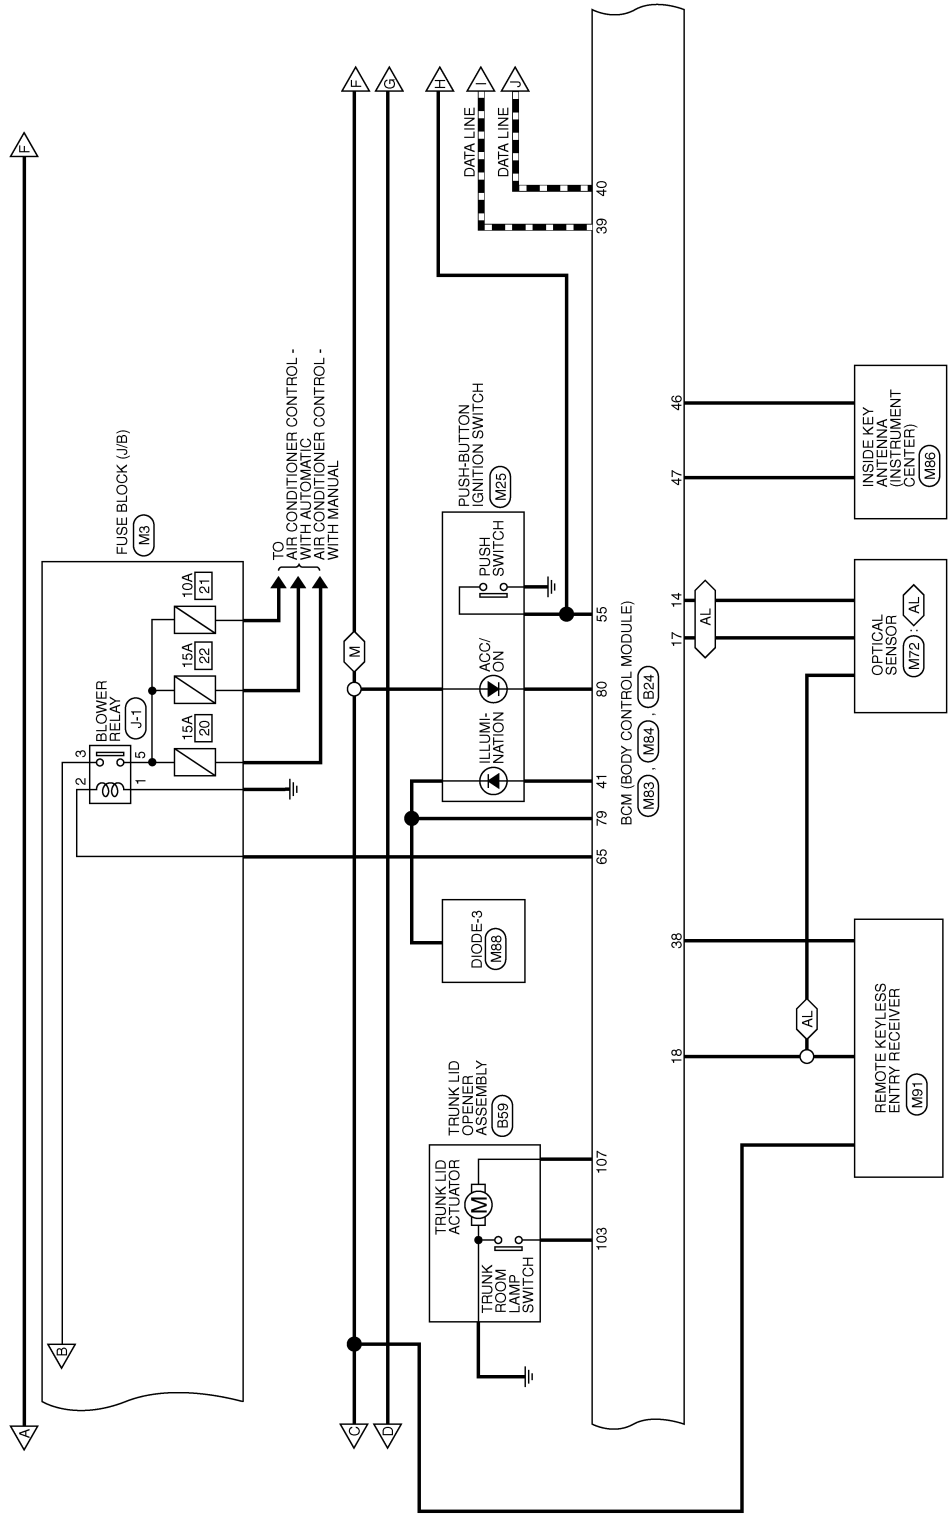 A
F
B
FUSE BLOCK (J/B)
M3
BLOWER
RELAY
J-1
2
3
1
5
15A
20
15A
22
10A
21
TO
AIR CONDITIONER CONTROL -
WITH AUTOMATIC
AIR CONDITIONER CONTROL -
WITH MANUAL
C
M
F
D
G
H
DATA LINE
I
DATA LINE
J
TRUNK LID
OPENER
ASSEMBLY
B59
TRUNK LID
ACTUATOR
M
TRUNK
ROOM
LAMP
SWITCH
DIODE-3
M88
PUSH-BUTTON
IGNITION SWITCH
M25
ILLUMI-
NATION
ACC/
ON
PUSH
SWITCH
103
107
65
79
41
80
55
39
40
BCM (BODY CONTROL MODULE)
M83 , M84 , B24
18
38
17
14
47
46
AL
AL
REMOTE KEYLESS
ENTRY RECEIVER
M91
OPTICAL
SENSOR
M72 : AL
INSIDE KEY
ANTENNA
(INSTRUMENT
CENTER)
M86